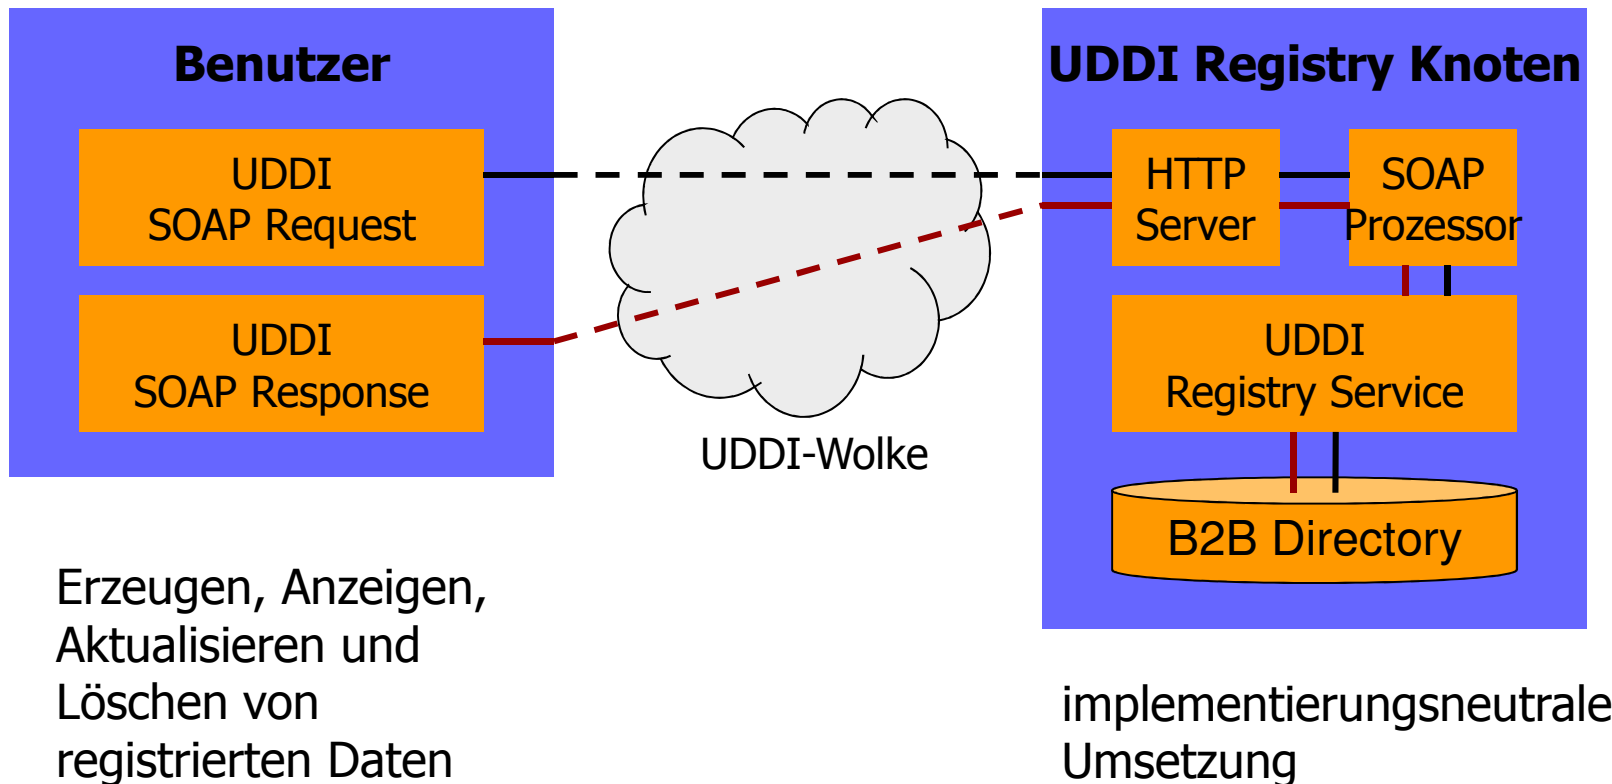 Benutzer
UDDI
SOAP Request
UDDI
SOAP Response
UDDI-Wolke
UDDI Registry Knoten
HTTP
Server
SOAP
Prozessor
UDDI
Registry Service
B2B Directory
Erzeugen, Anzeigen,
Aktualisieren und
Löschen von
registrierten Daten
implementierungsneutrale
Umsetzung